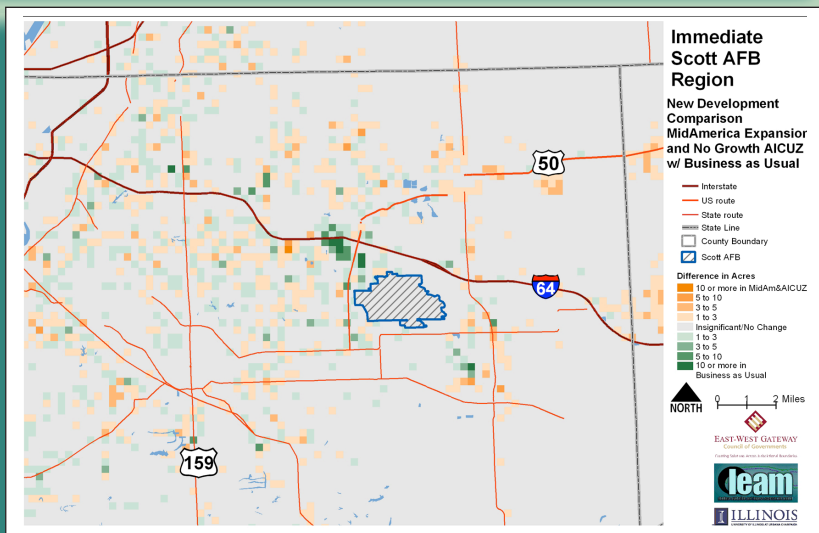 Immediate
Scott AFB
Region
New Development
Comparison
MidAmerica Expansion
and No Growth AICUZ
w/ Business as Usual
50
Interstate
US route
State route
State Line
County Boundary
Scott AFB
64
Difference in Acres
10 or more in MidAm&AICUZ
5 to 10
3 to 5
1 to 3
Insignificant/No Change
1 to 3
3 to 5
5 to 10
10 or more in
Business as Usual
NORTH
0 1 2 Miles
EAST-WEST GATEWAY
Council of Governments
159
leam
ILLINOIS